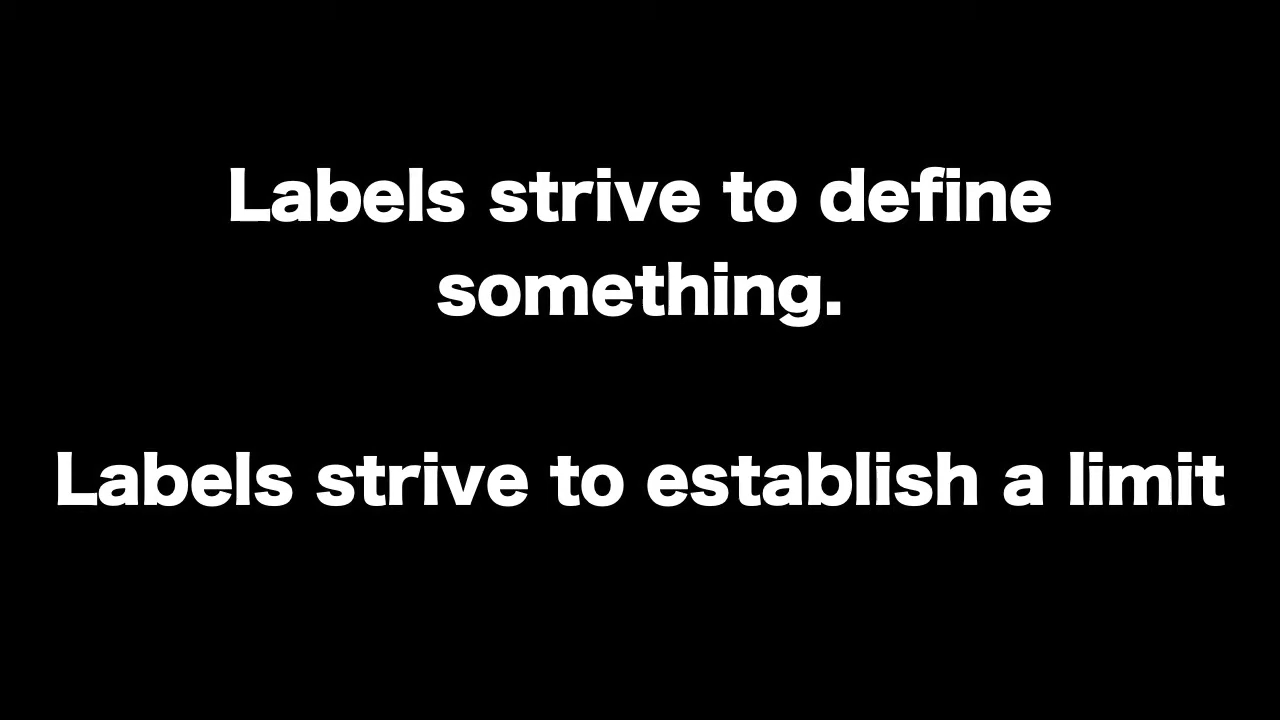 Labels strive to define
something.
Labels strive to establish a limit